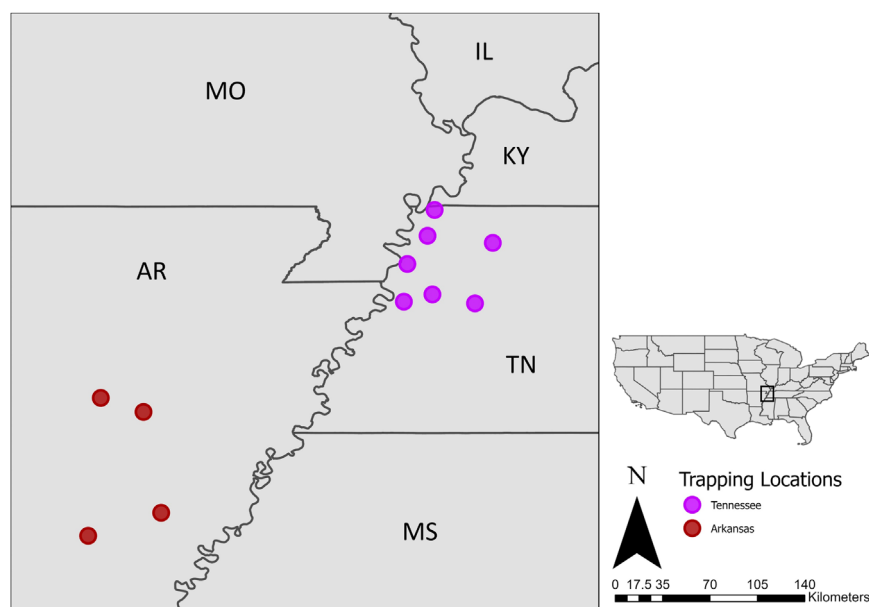 IL
MO
KY
AR
TN
MS
N
Trapping Locations
Tennessee
Arkansas
0 17.5 35 70 105 140
Kilometers